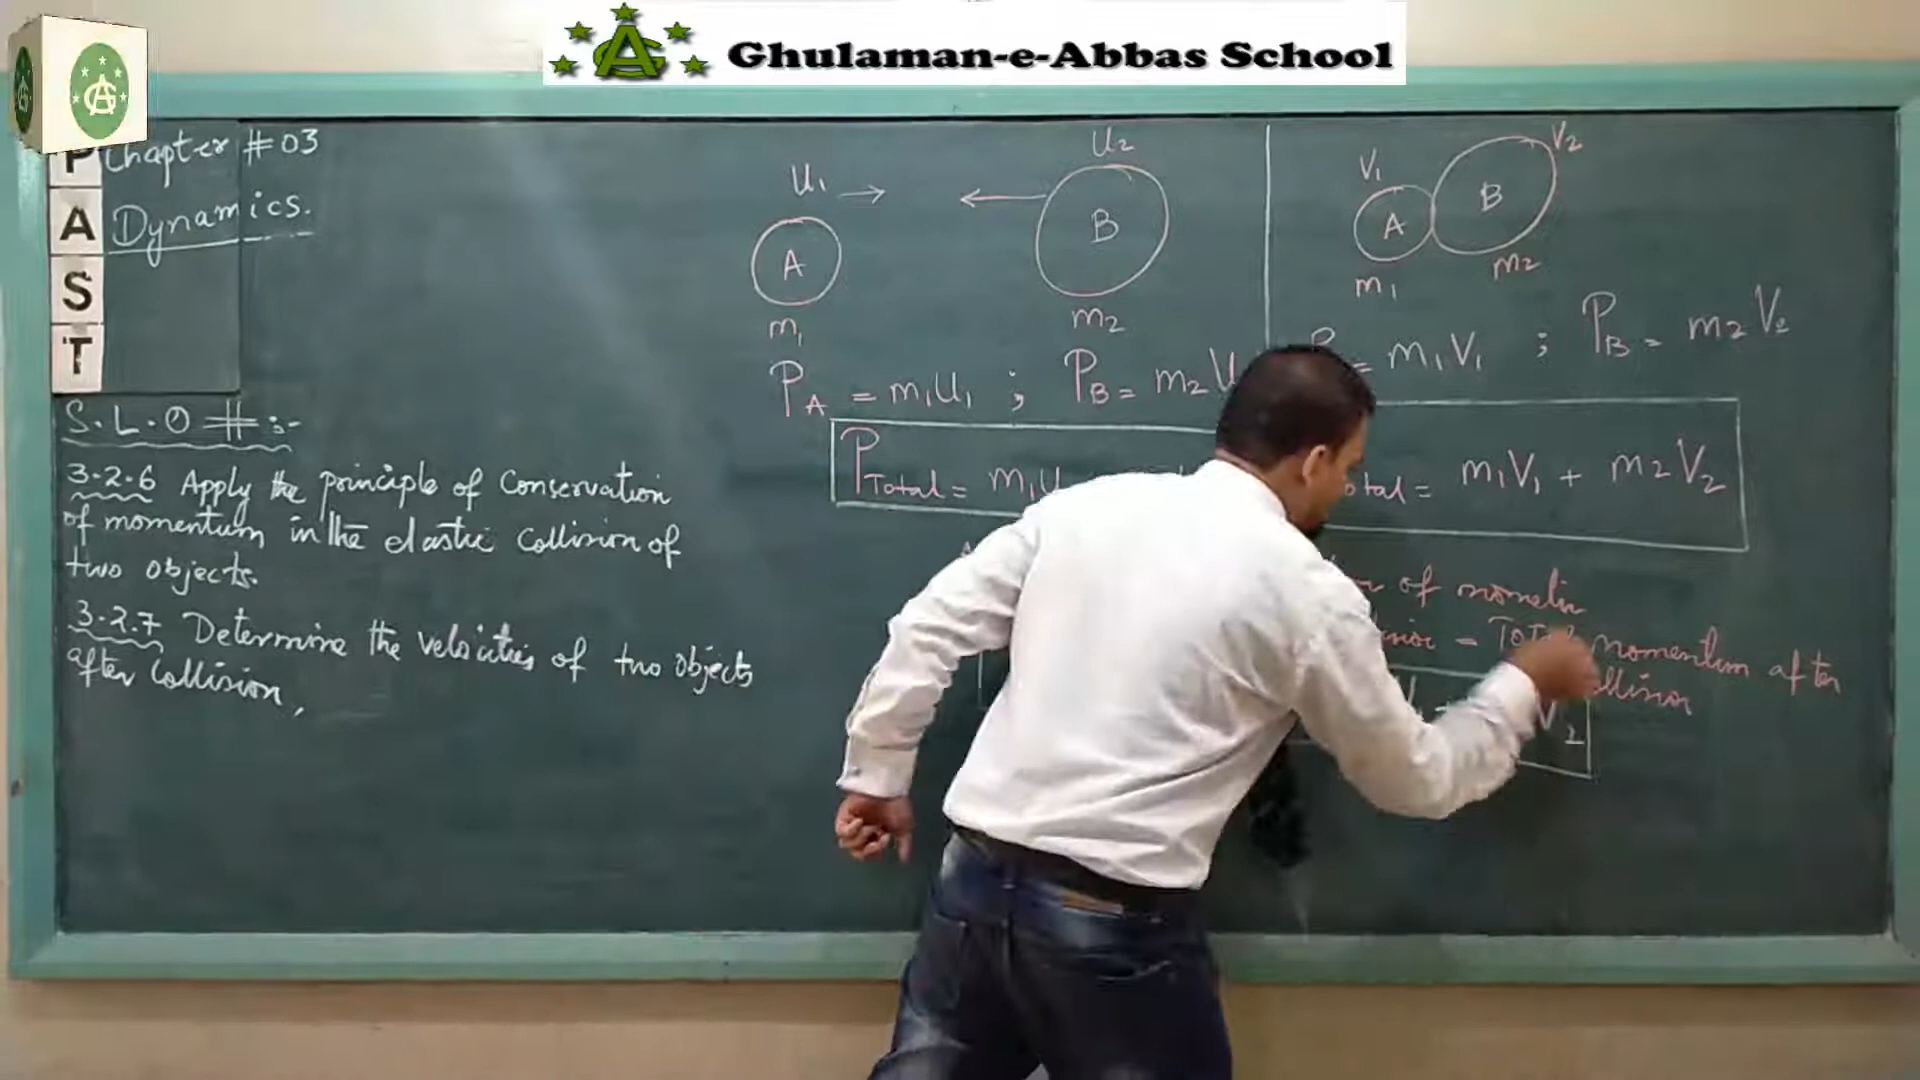 Ghulaman-e-Abbas School
P
A
S
T
Chapter # 03
Dynamics.
S.L.O # :-
3.2.6 Apply the principle of Conservation
of momentum in the elastic Collision of
two objects.
3.2.7 Determine the velocities of two objects
after Collision,
U1
U2
A
B
m1
m2
PA = m1U1 ; PB = m2U
PTotal = m1U
V1
V2
A
B
m1
m2
= m1V1 ; PB = m2V2
otal = m1V1 + m2V2
of
= Total momentum after
V2